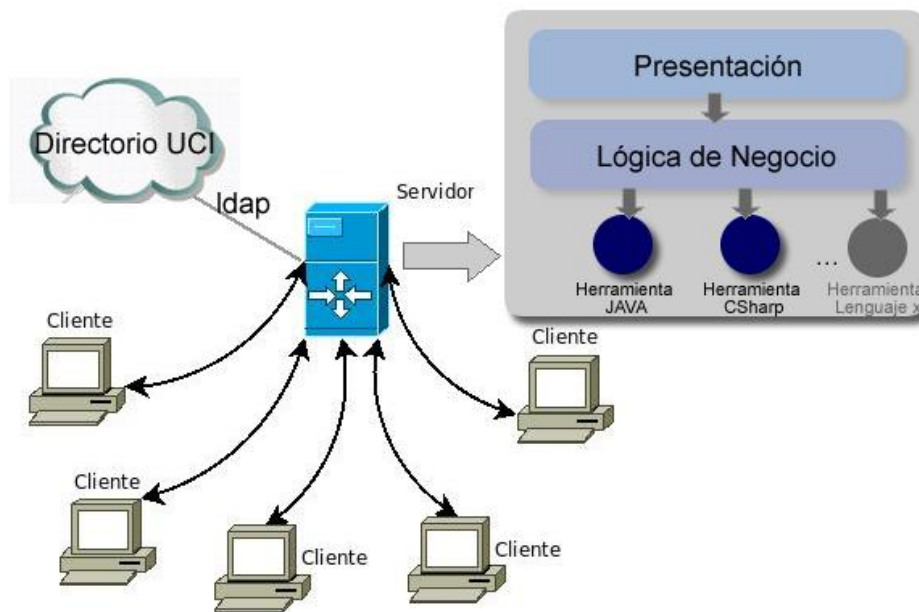 Presentación
Lógica de Negocio
Directorio UCI
ldap
Servidor
...
Herramienta
JAVA
Herramienta
CSharp
Herramienta
Lenguaje x
Cliente
Cliente
Cliente
Cliente
Cliente